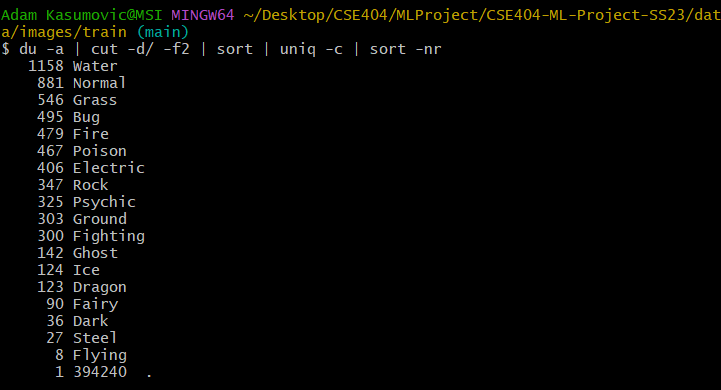 Adam Kasumovic@MSI MINGW64 ~/Desktop/CSE404/MLProject/CSE404-ML-Project-SS23/dat
a/images/train (main)
$ du -a | cut -d/ -f2 | sort | uniq -c | sort -nr
1158 Water
881 Normal
546 Grass
495 Bug
479 Fire
467 Poison
406 Electric
347 Rock
325 Psychic
303 Ground
300 Fighting
142 Ghost
124 Ice
123 Dragon
90 Fairy
36 Dark
27 Steel
8 Flying
1 394240  .